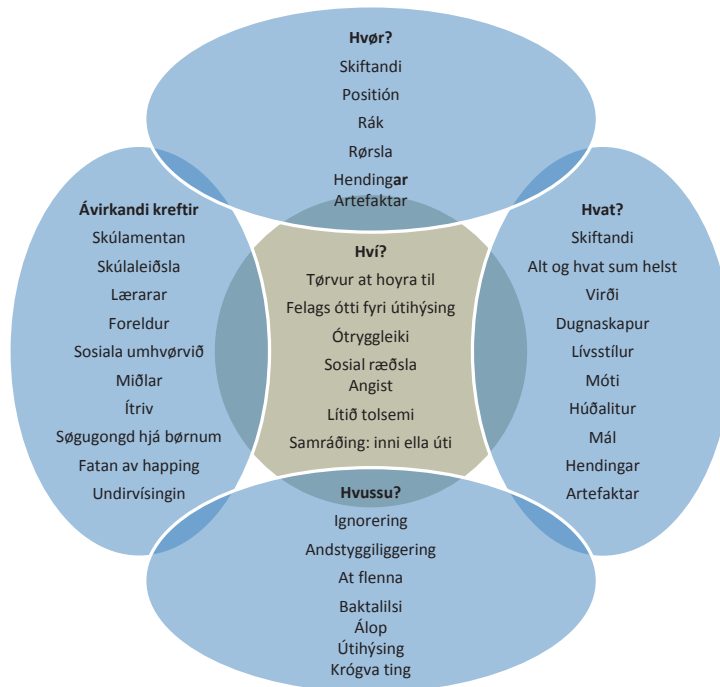 Hvør?
Skiftandi
Positión
Rák
Rørsla
Hendingar
Artefaktar
Ávirkandi kreftir
Skúlamentan
Skúlaleiðsla
Lærarar
Foreldur
Sosiala umhvørvið
Miðlar
Ítriv
Søgugongd hjá børnum
Fatan av happing
Undirvísingin
Hví?
Tørvur at hoyra til
Felags ótti fyri útihýsing
Ótryggleiki
Sosial ræðsla
Angist
Lítið tolsemi
Samráðing: inni ella úti
Hvat?
Skiftandi
Alt og hvat sum helst
Virði
Dugnaskapur
Lívsstílur
Móti
Húðalitur
Mál
Hendingar
Artefaktar
Hvussu?
Ignorering
Andstyggiliggering
At flenna
Baktalilsi
Álop
Útihýsing
Krógva ting